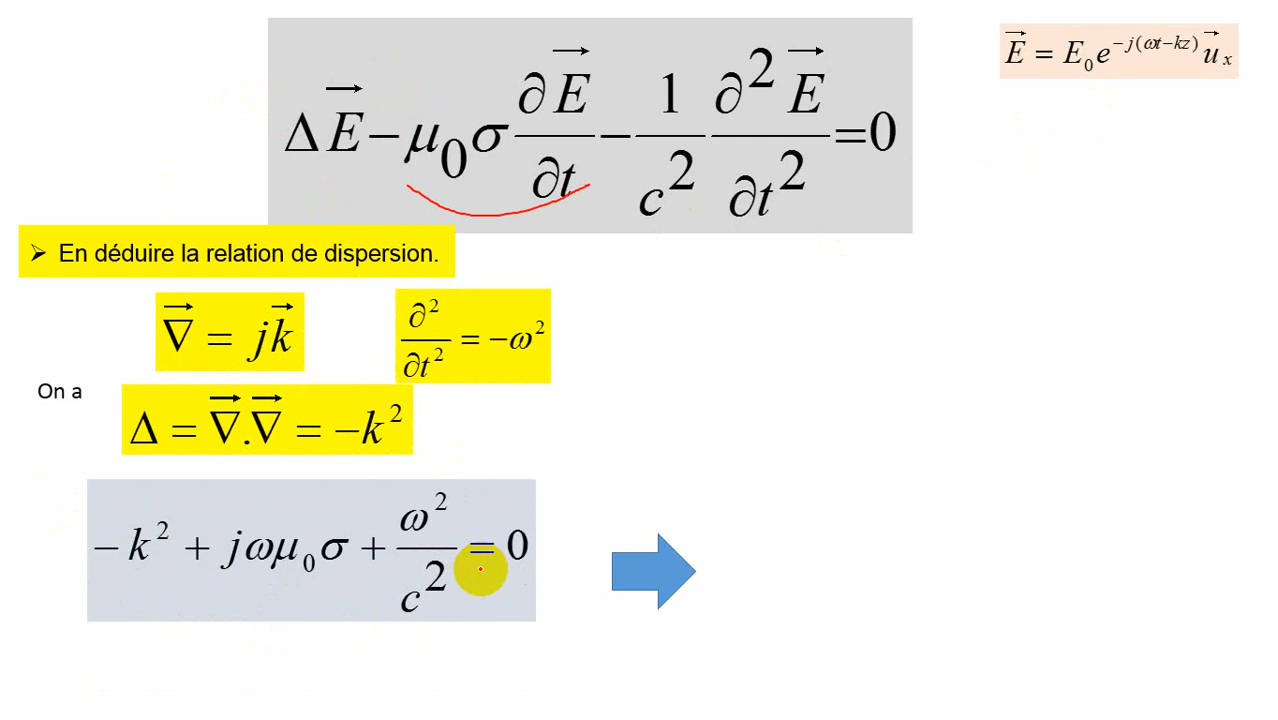 ΔE⃗ − μ₀σ ∂E⃗/∂t − 1/c² ∂²E⃗/∂t² = 0
E⃗ = E₀e^{−j(ωt−kz)} u⃗ₓ
➢ En déduire la relation de dispersion.
∇⃗ = jk⃗
∂²/∂t² = −ω²
On a
Δ = ∇⃗.∇⃗ = −k²
−k² + jωμ₀σ + ω²/c² = 0